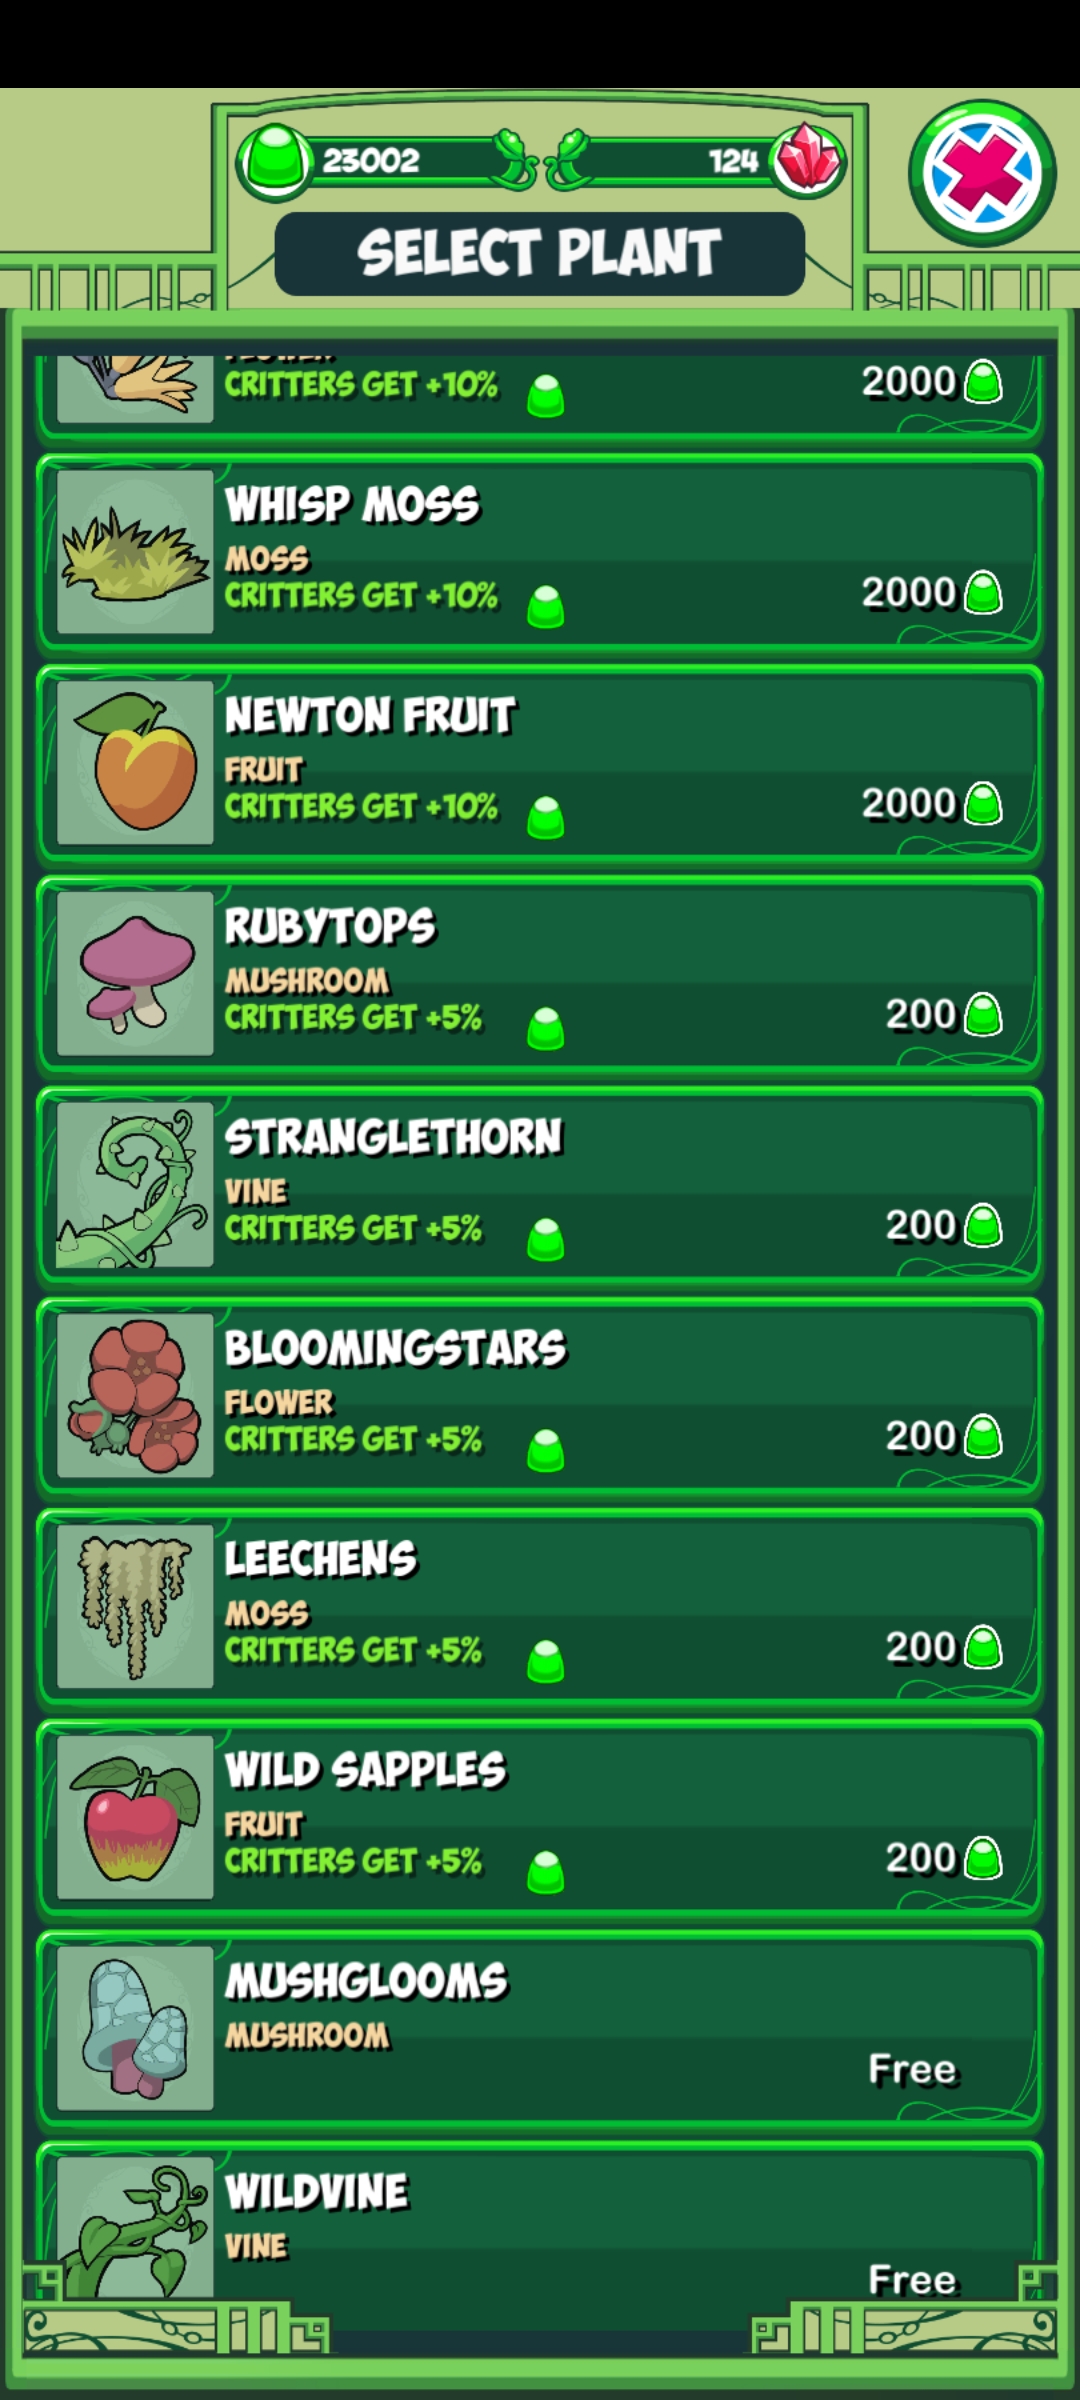 23002
124
SELECT PLANT
FLOWER
CRITTERS GET +10%
2000
WHISP MOSS
MOSS
CRITTERS GET +10%
2000
NEWTON FRUIT
FRUIT
CRITTERS GET +10%
2000
RUBYTOPS
MUSHROOM
CRITTERS GET +5%
200
STRANGLETHORN
VINE
CRITTERS GET +5%
200
BLOOMINGSTARS
FLOWER
CRITTERS GET +5%
200
LEECHENS
MOSS
CRITTERS GET +5%
200
WILD SAPPLES
FRUIT
CRITTERS GET +5%
200
MUSHGLOOMS
MUSHROOM
Free
WILDVINE
VINE
Free